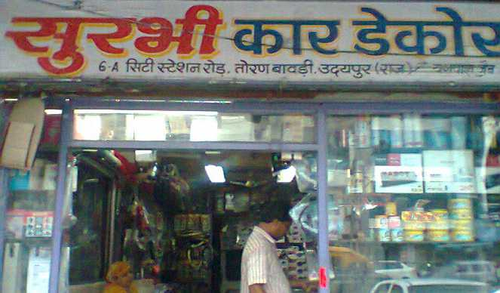 सुरभी कार डेकोर
6-A सिटी स्टेशन रोड़. तोरण बावड़ी. उदयपुर (राज.)